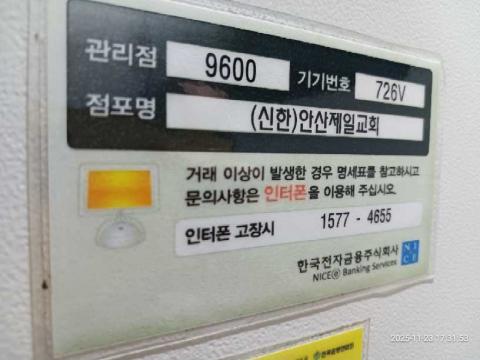 관리점 9600 기기번호 726V
점포명 (신한)안산제일교회
거래 이상이 발생한 경우 명세표를 참고하시고
문의사항은 인터폰을 이용해 주십시오.
인터폰 고장시 1577 - 4655
한국전자금융주식회사
NICE@ Banking Services
NI
CE
2025-11-23 17:31:53